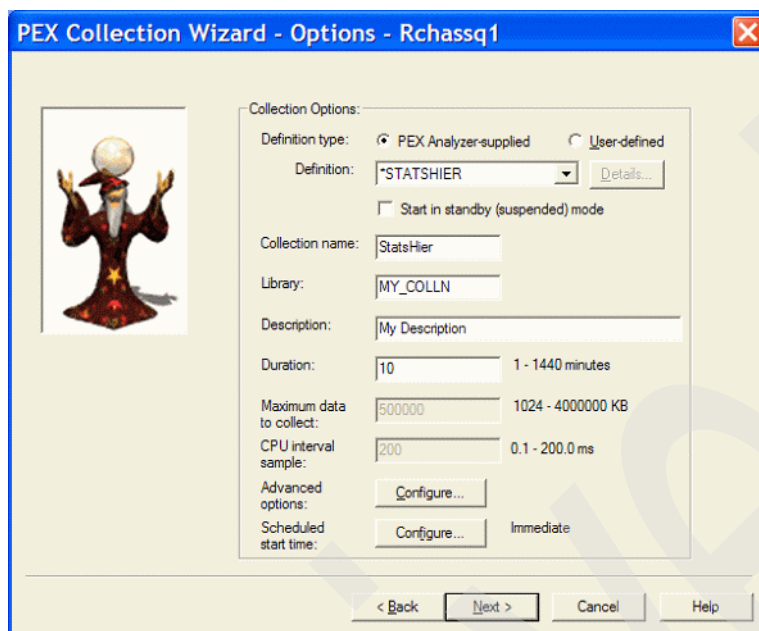 PEX Collection Wizard - Options - Rchassq1
Collection Options:
Definition type: PEX Analyzer-supplied User-defined
Definition: *STATSHIER Details...
Start in standby (suspended) mode
Collection name: StatsHier
Library: MY_COLLN
Description: My Description
Duration: 10 1 - 1440 minutes
Maximum data to collect: 500000 1024 - 4000000 KB
CPU interval sample: 200 0.1 - 200.0 ms
Advanced options: Configure...
Scheduled start time: Configure... Immediate
< Back Next > Cancel Help